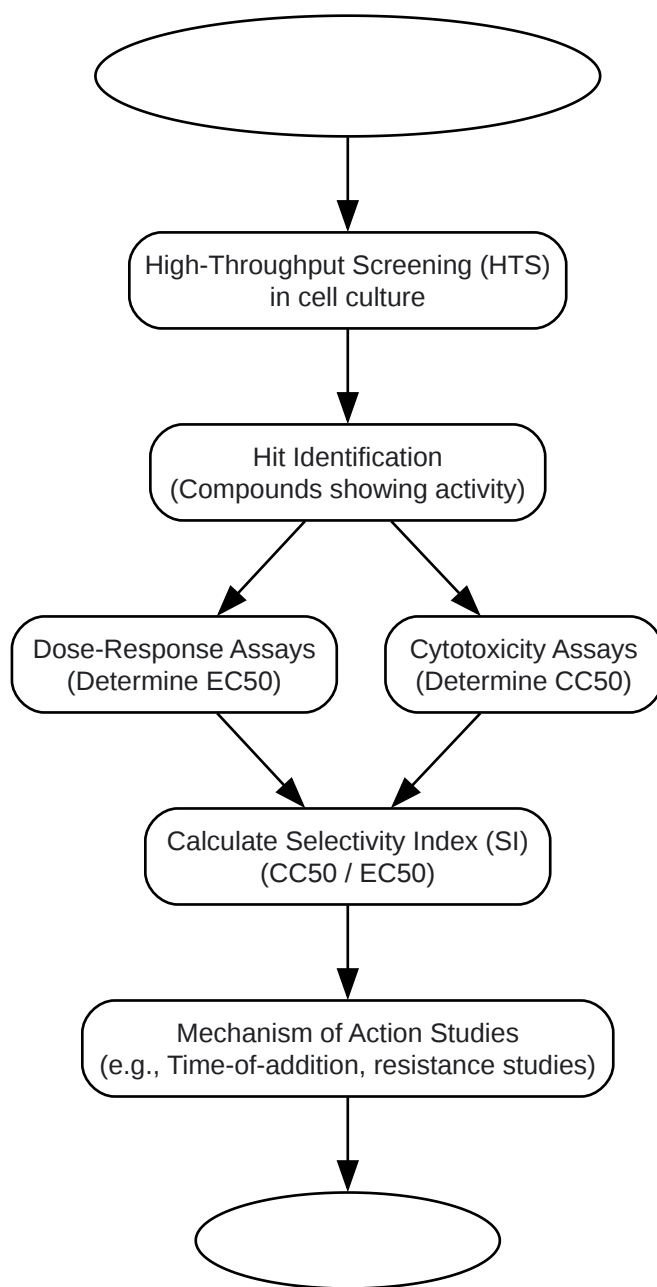 High-Throughput Screening (HTS)
in cell culture
Hit Identification
(Compounds showing activity)
Dose-Response Assays
(Determine EC50)
Cytotoxicity Assays
(Determine CC50)
Calculate Selectivity Index (SI)
(CC50 / EC50)
Mechanism of Action Studies
(e.g., Time-of-addition, resistance studies)